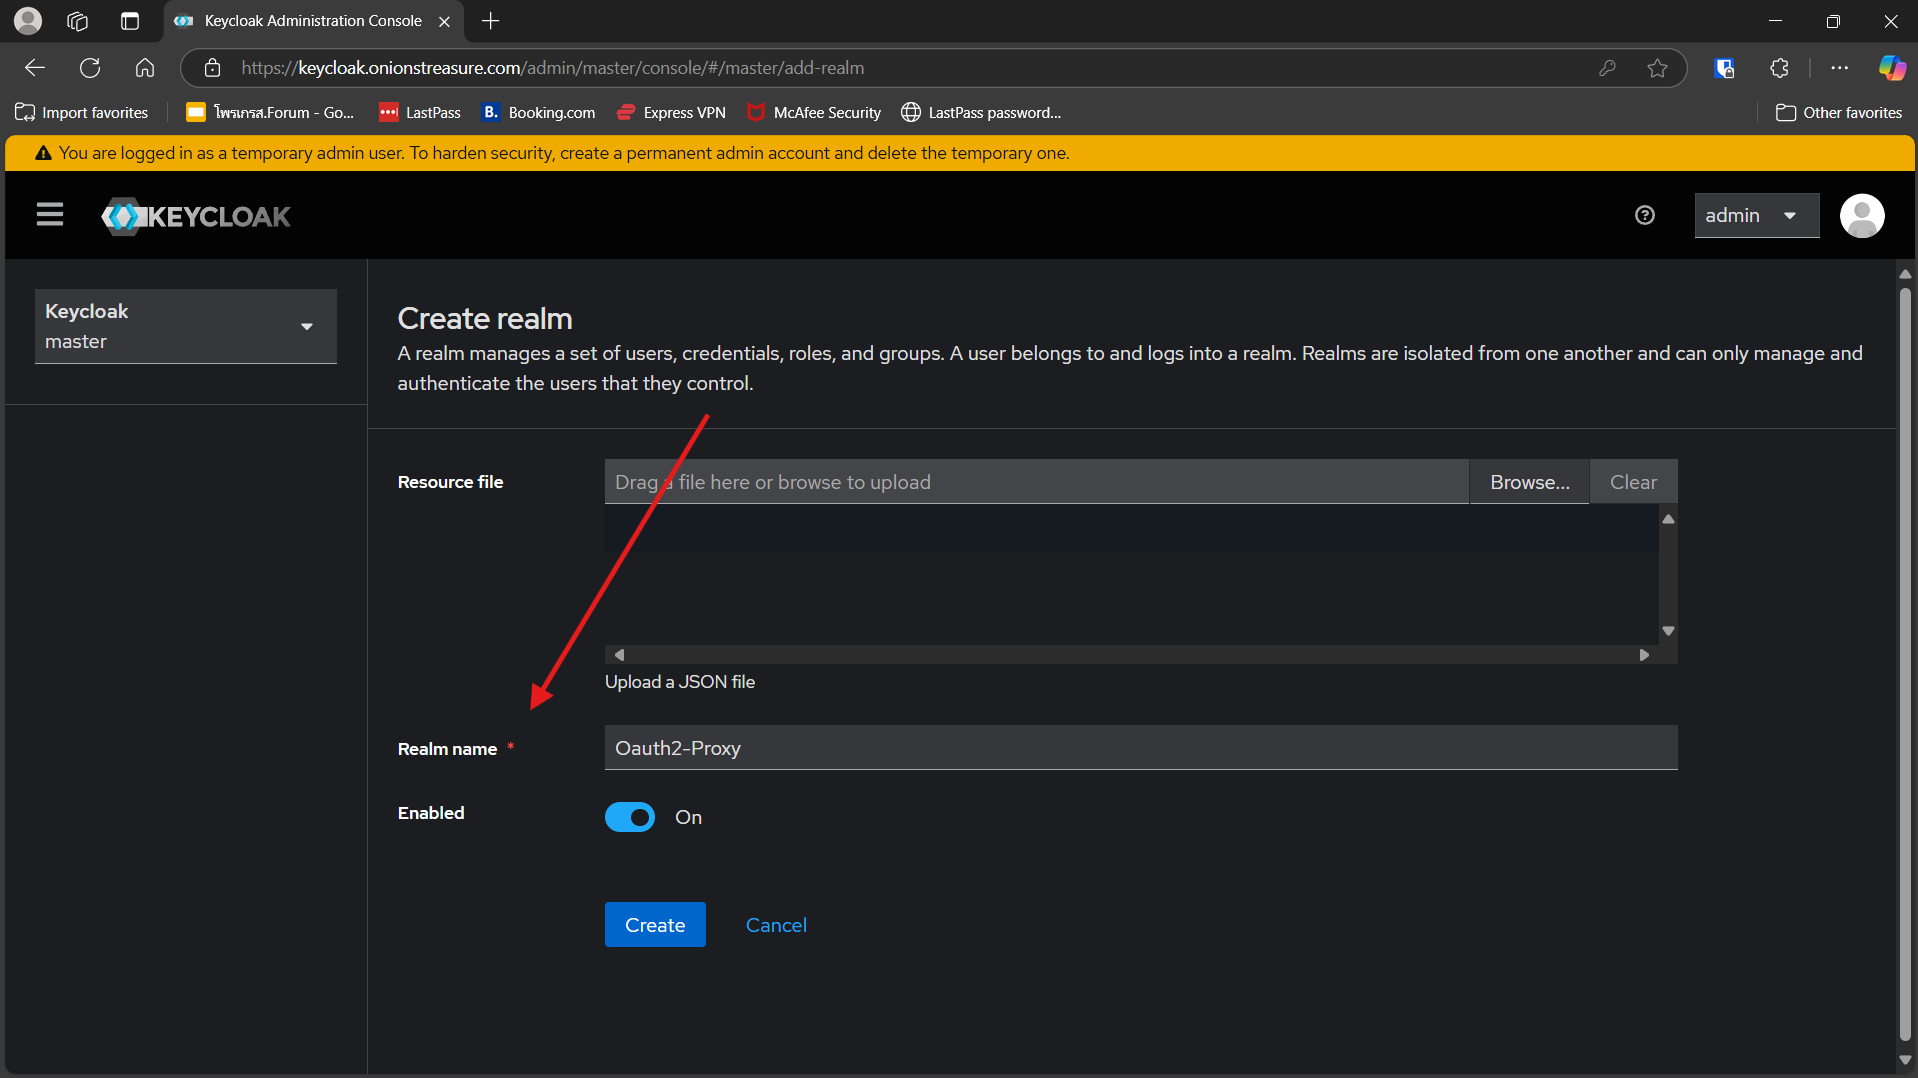 Keycloak Administration Console
https://keycloak.onionstreasure.com/admin/master/console/#/master/add-realm
Import favorites
โพรเกรส.Forum - Go...
LastPass
B. Booking.com
Express VPN
McAfee Security
LastPass password...
Other favorites
You are logged in as a temporary admin user. To harden security, create a permanent admin account and delete the temporary one.
KEYCLOAK
admin
Keycloak
master
Create realm
A realm manages a set of users, credentials, roles, and groups. A user belongs to and logs into a realm. Realms are isolated from one another and can only manage and
authenticate the users that they control.
Resource file
Drag a file here or browse to upload
Browse...
Clear
Upload a JSON file
Realm name *
Oauth2-Proxy
Enabled
On
Create
Cancel